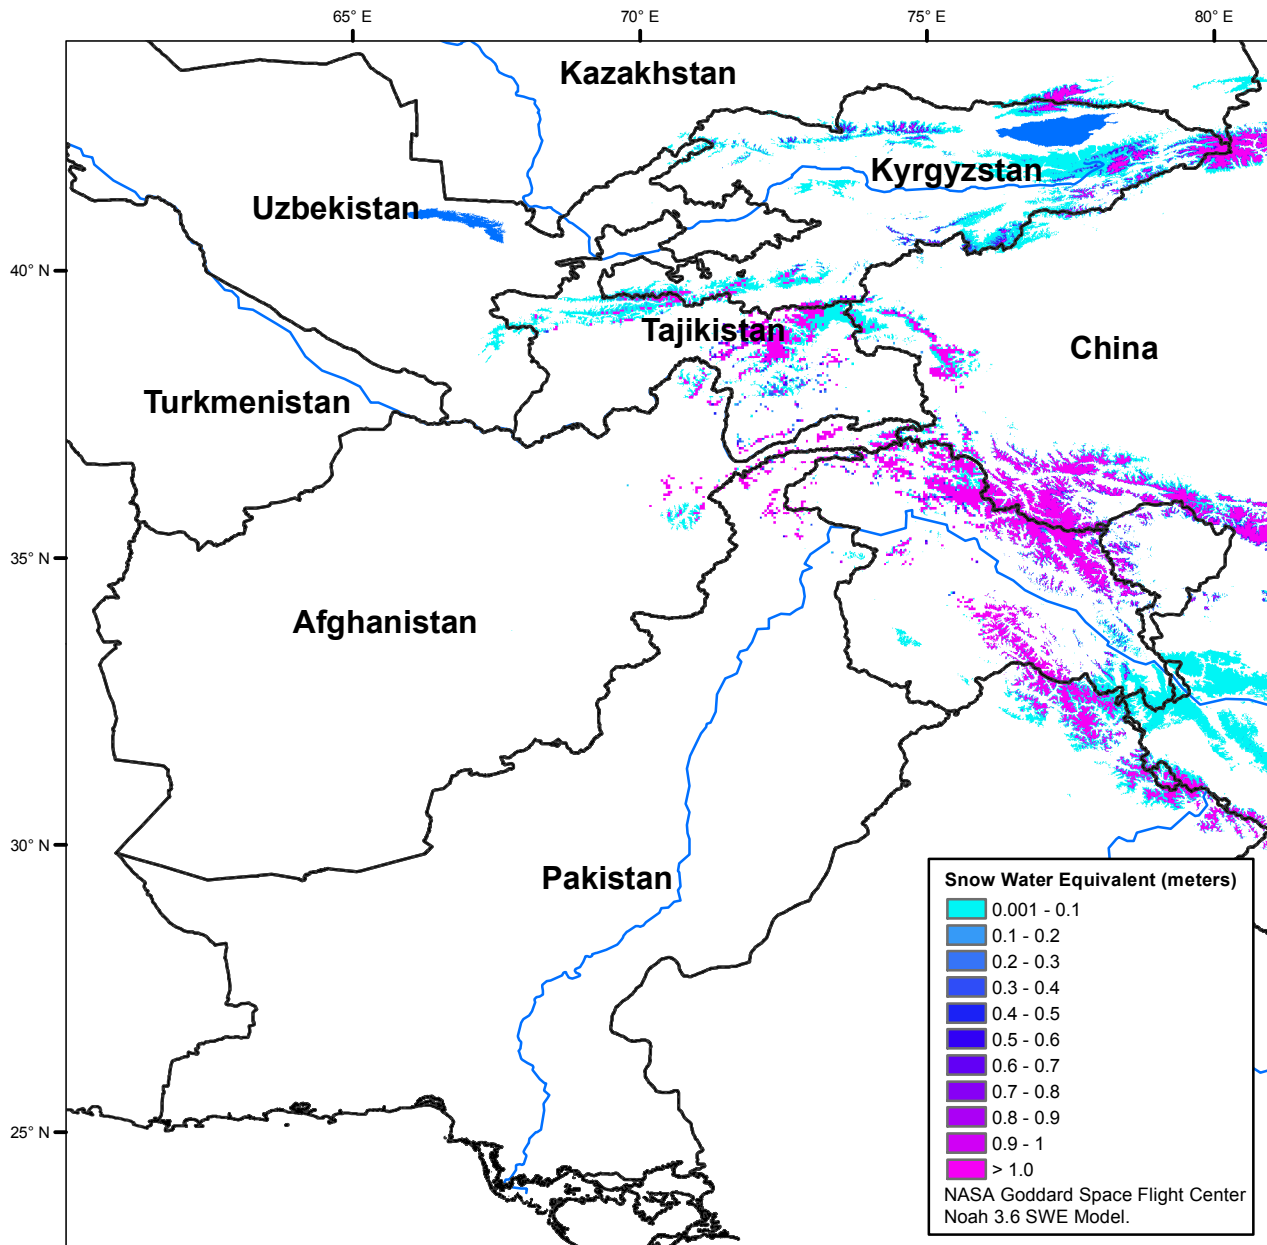 65° E
70° E
75° E
80° E
Kazakhstan
Kyrgyzstan
Uzbekistan
40° N
Tajikistan
China
Turkmenistan
35° N
Afghanistan
30° N
Pakistan
Snow Water Equivalent (meters)
0.001 - 0.1
0.1 - 0.2
0.2 - 0.3
0.3 - 0.4
0.4 - 0.5
0.5 - 0.6
0.6 - 0.7
0.7 - 0.8
0.8 - 0.9
0.9 - 1
> 1.0
NASA Goddard Space Flight Center
Noah 3.6 SWE Model.
25° N